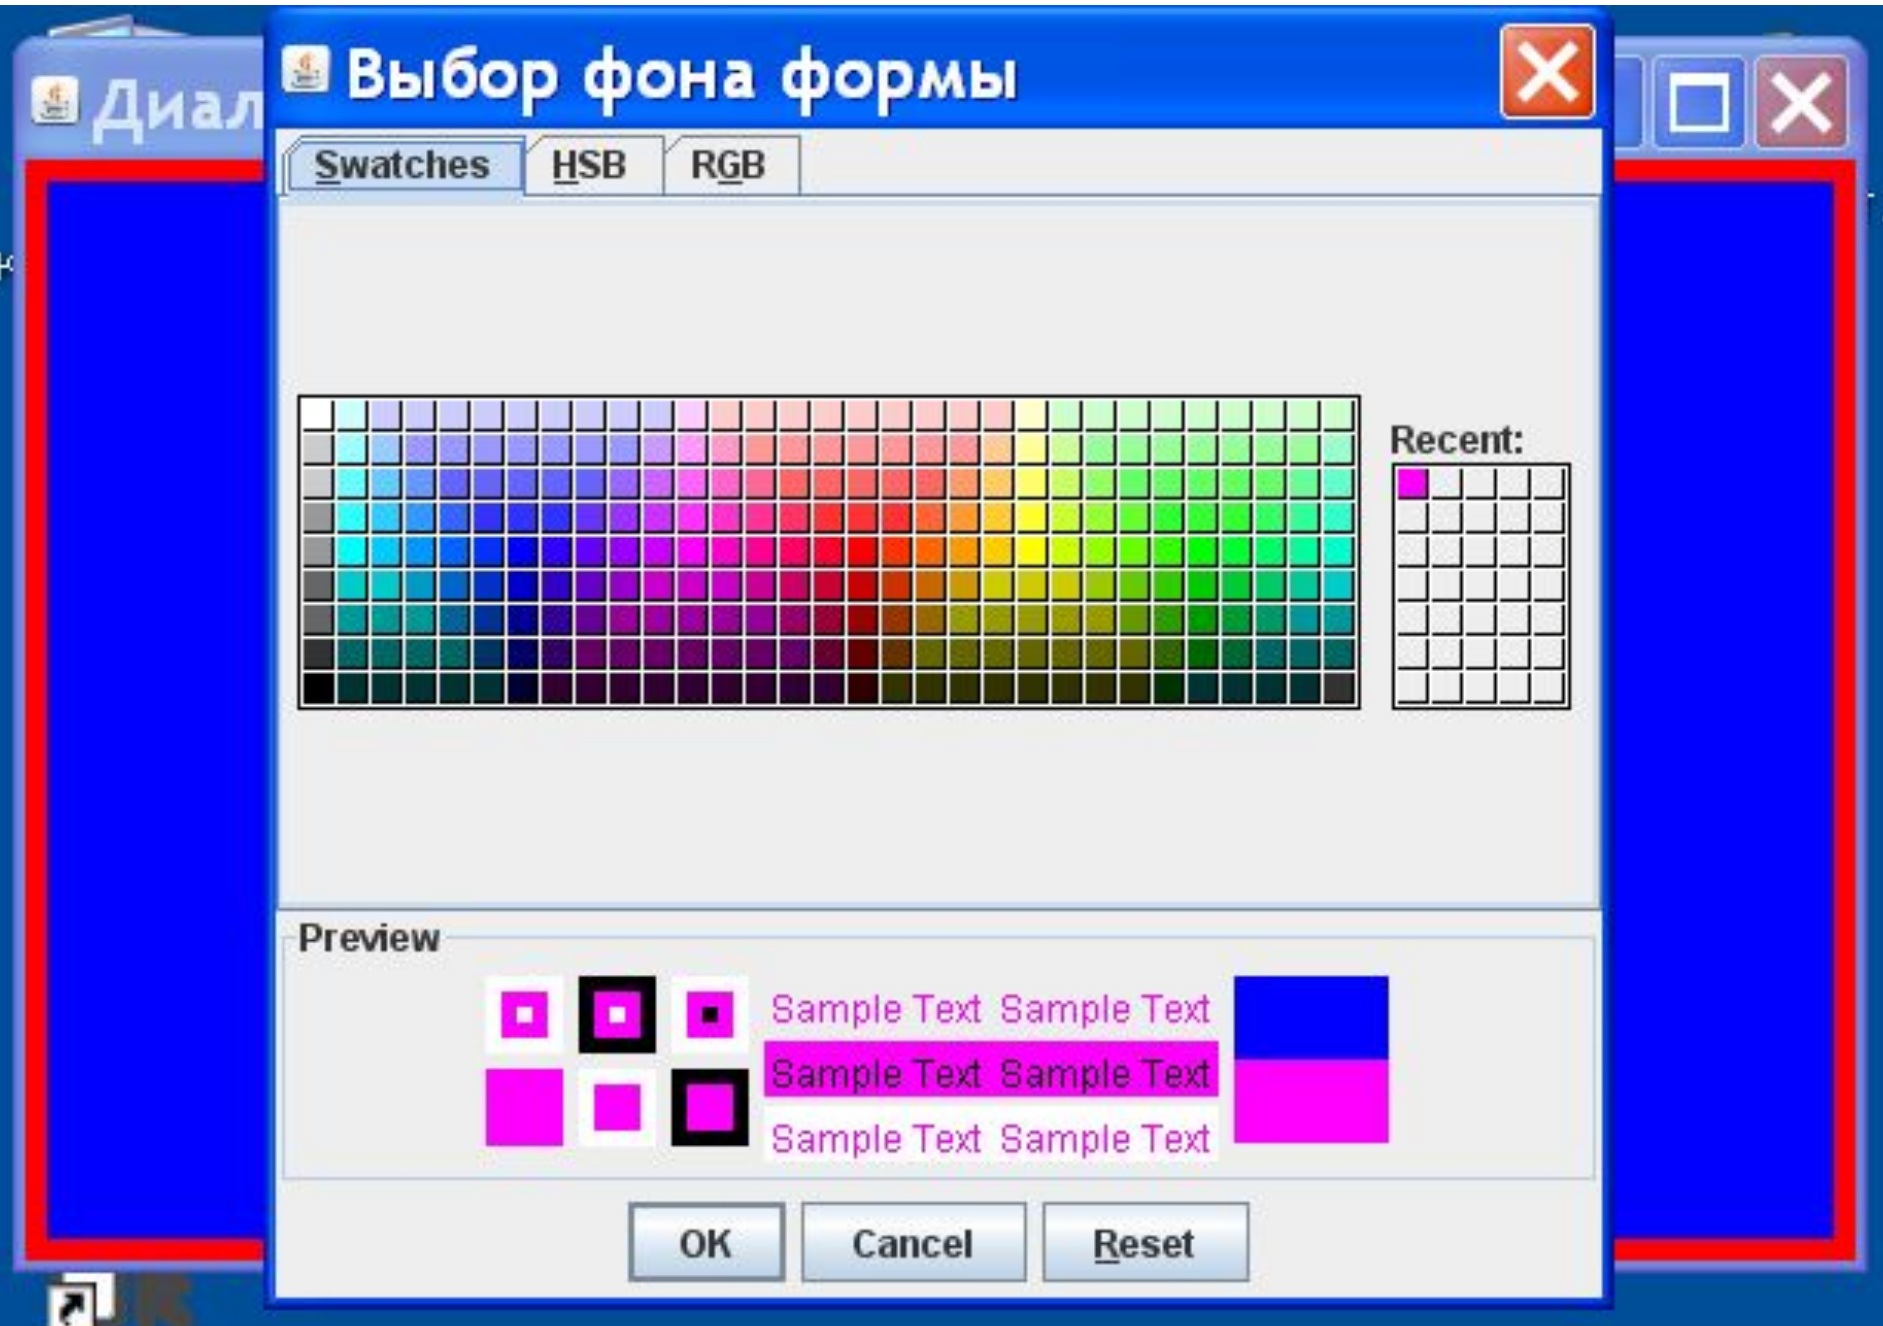 Выбор фона формы
Диал
Swatches HSB RGB
Recent:
Preview
Sample Text Sample Text
Sample Text Sample Text
Sample Text Sample Text
OK Cancel Reset